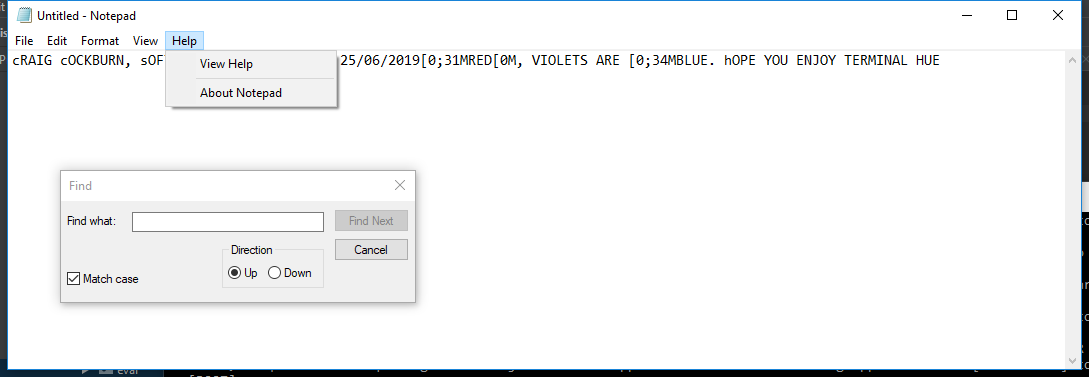 Untitled - Notepad
File Edit Format View Help
cRAIG cOCKBURN, sOF 25/06/2019[0;31MRED[0M, VIOLETS ARE [0;34MBLUE. hOPE YOU ENJOY TERMINAL HUE
View Help
About Notepad
Find
Find what:
Find Next
Direction
Cancel
Up Down
Match case
eval